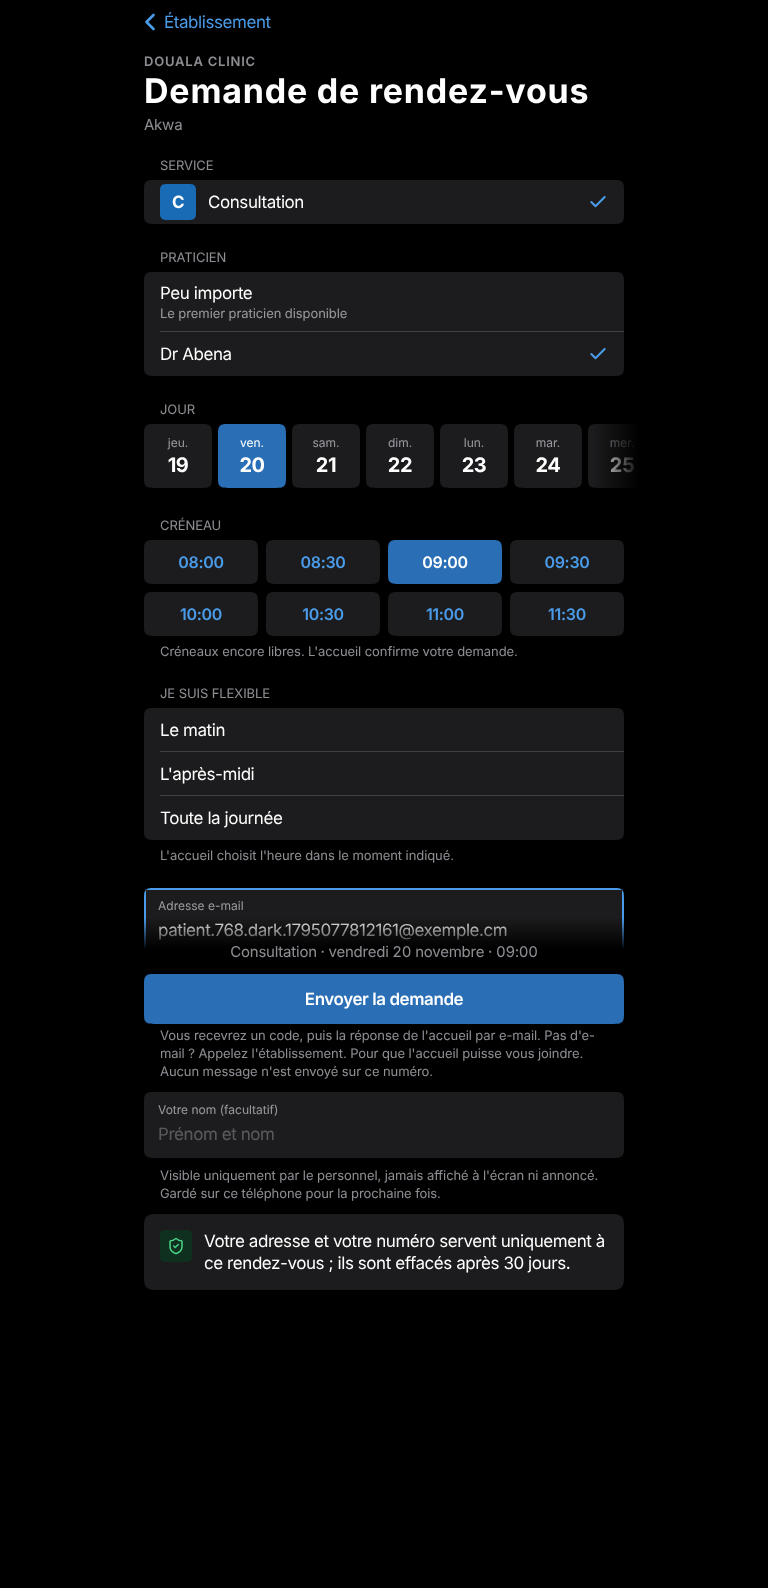 Établissement
DOUALA CLINIC
Demande de rendez-vous
Akwa
SERVICE
C Consultation
PRATICIEN
Peu importe
Le premier praticien disponible
Dr Abena
JOUR
jeu. ven. sam. dim. lun. mar. mer.
19 20 21 22 23 24 25
CRÉNEAU
08:00 08:30 09:00 09:30
10:00 10:30 11:00 11:30
Créneaux encore libres. L'accueil confirme votre demande.
JE SUIS FLEXIBLE
Le matin
L'après-midi
Toute la journée
L'accueil choisit l'heure dans le moment indiqué.
Adresse e-mail
patient.768.dark.1795077812161@exemple.cm
Consultation · vendredi 20 novembre · 09:00
Envoyer la demande
Vous recevrez un code, puis la réponse de l'accueil par e-mail. Pas d'e-
mail ? Appelez l'établissement. Pour que l'accueil puisse vous joindre.
Aucun message n'est envoyé sur ce numéro.
Votre nom (facultatif)
Prénom et nom
Visible uniquement par le personnel, jamais affiché à l'écran ni annoncé.
Gardé sur ce téléphone pour la prochaine fois.
Votre adresse et votre numéro servent uniquement à
ce rendez-vous ; ils sont effacés après 30 jours.